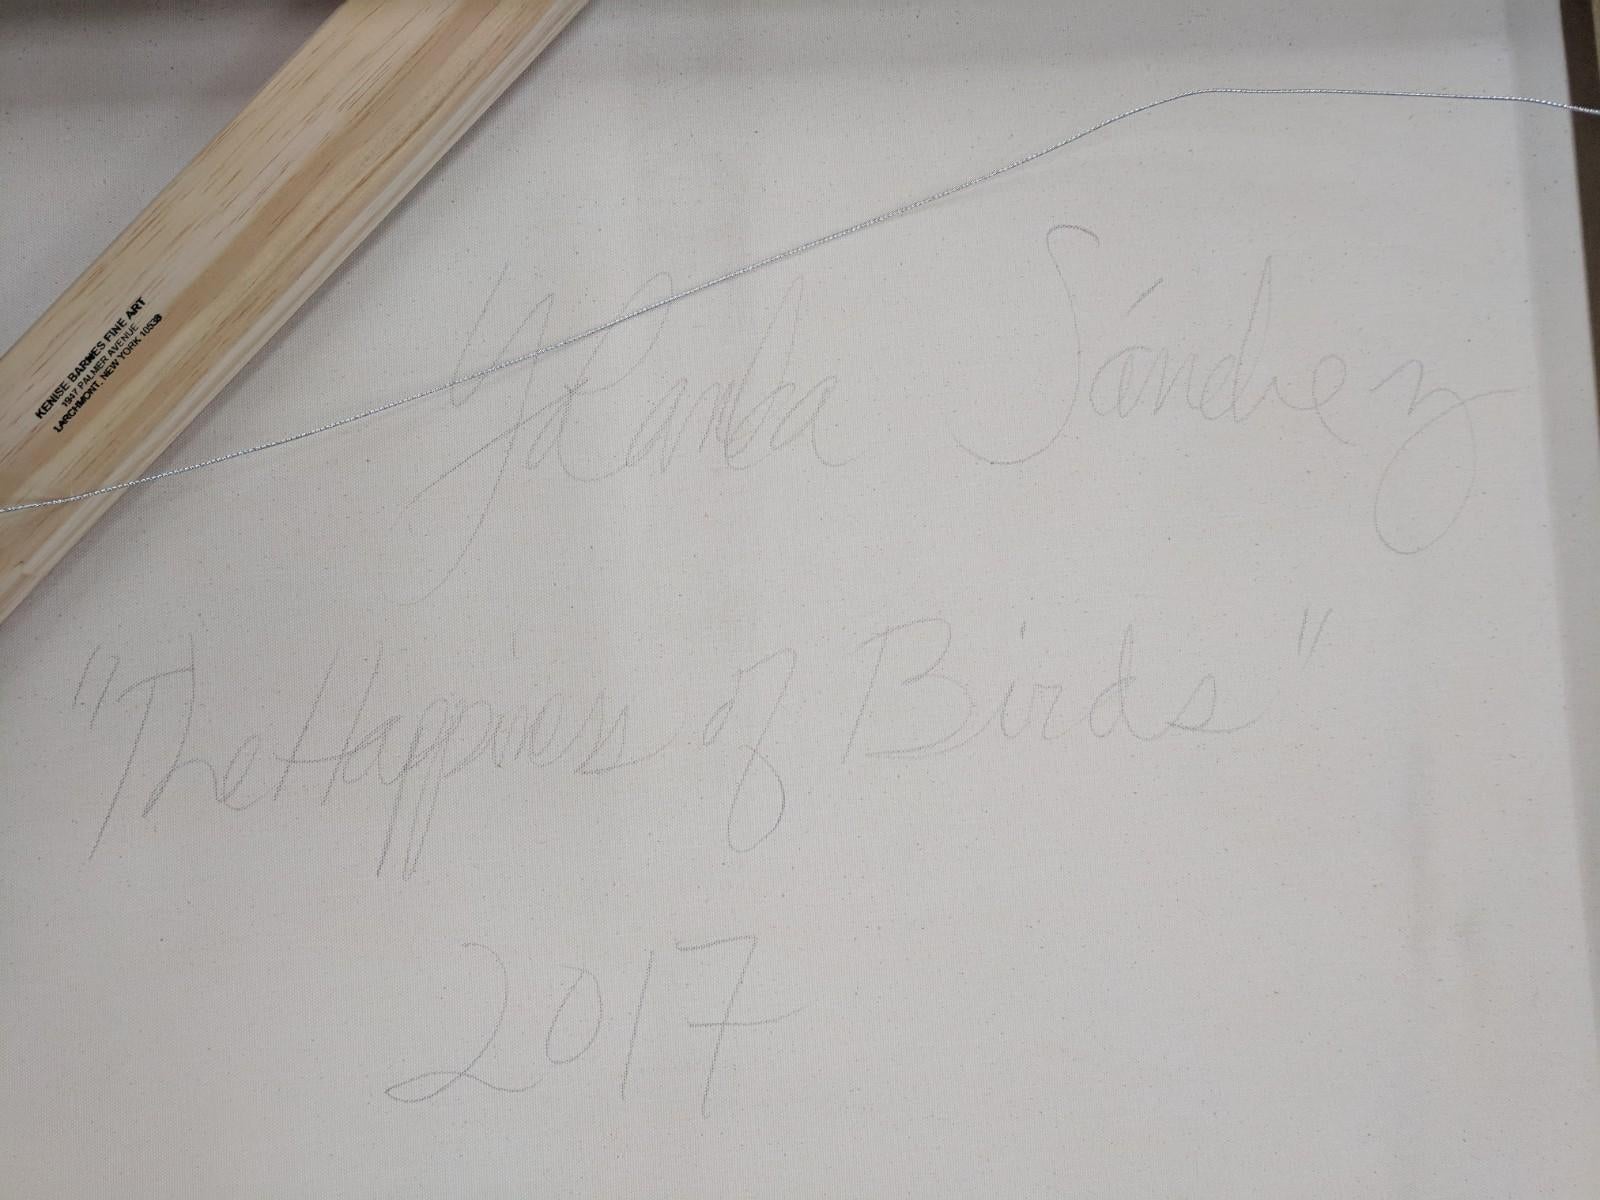 KENISE BARNES FINE ART
1947 PALMER AVENUE
LARCHMONT, NEW YORK 10538
Yolanda Sánchez
"The Happiness of Birds"
2017